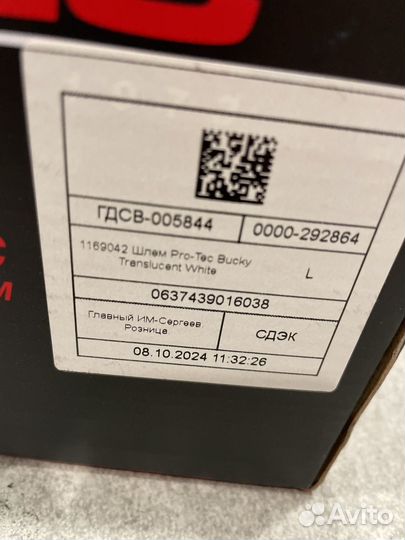 ГДСВ-005844
0000-292864
1169042 Шлем Pro-Tec Bucky
Translucent White
L
0637439016038
Главный ИМ-Сергеев
Розница
СДЭК
08.10.2024 11:32:26
C
M
Avito